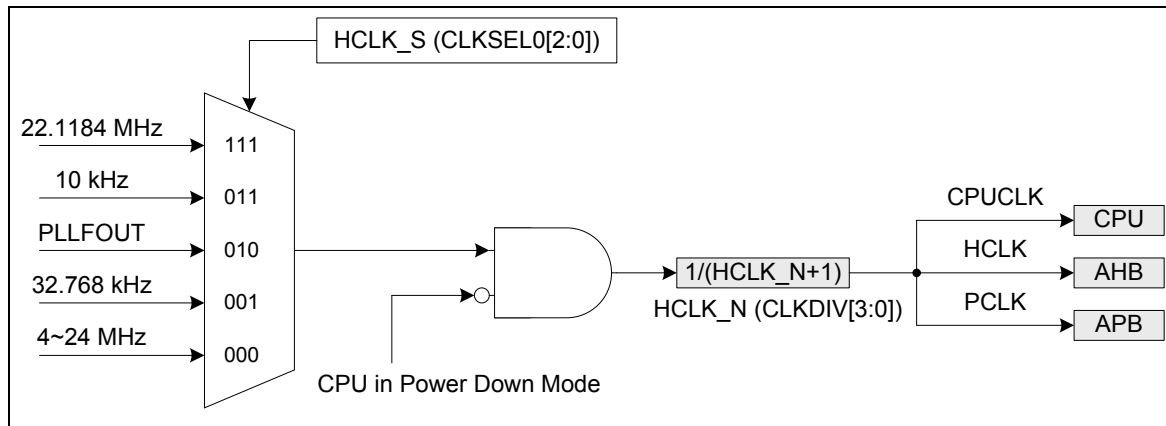 HCLK_S (CLKSEL0[2:0])
22.1184 MHz
111
10 kHz
011
PLLFOUT
010
32.768 kHz
001
4~24 MHz
000
CPU in Power Down Mode
1/(HCLK_N+1)
HCLK_N (CLKDIV[3:0])
CPUCLK
CPU
HCLK
AHB
PCLK
APB